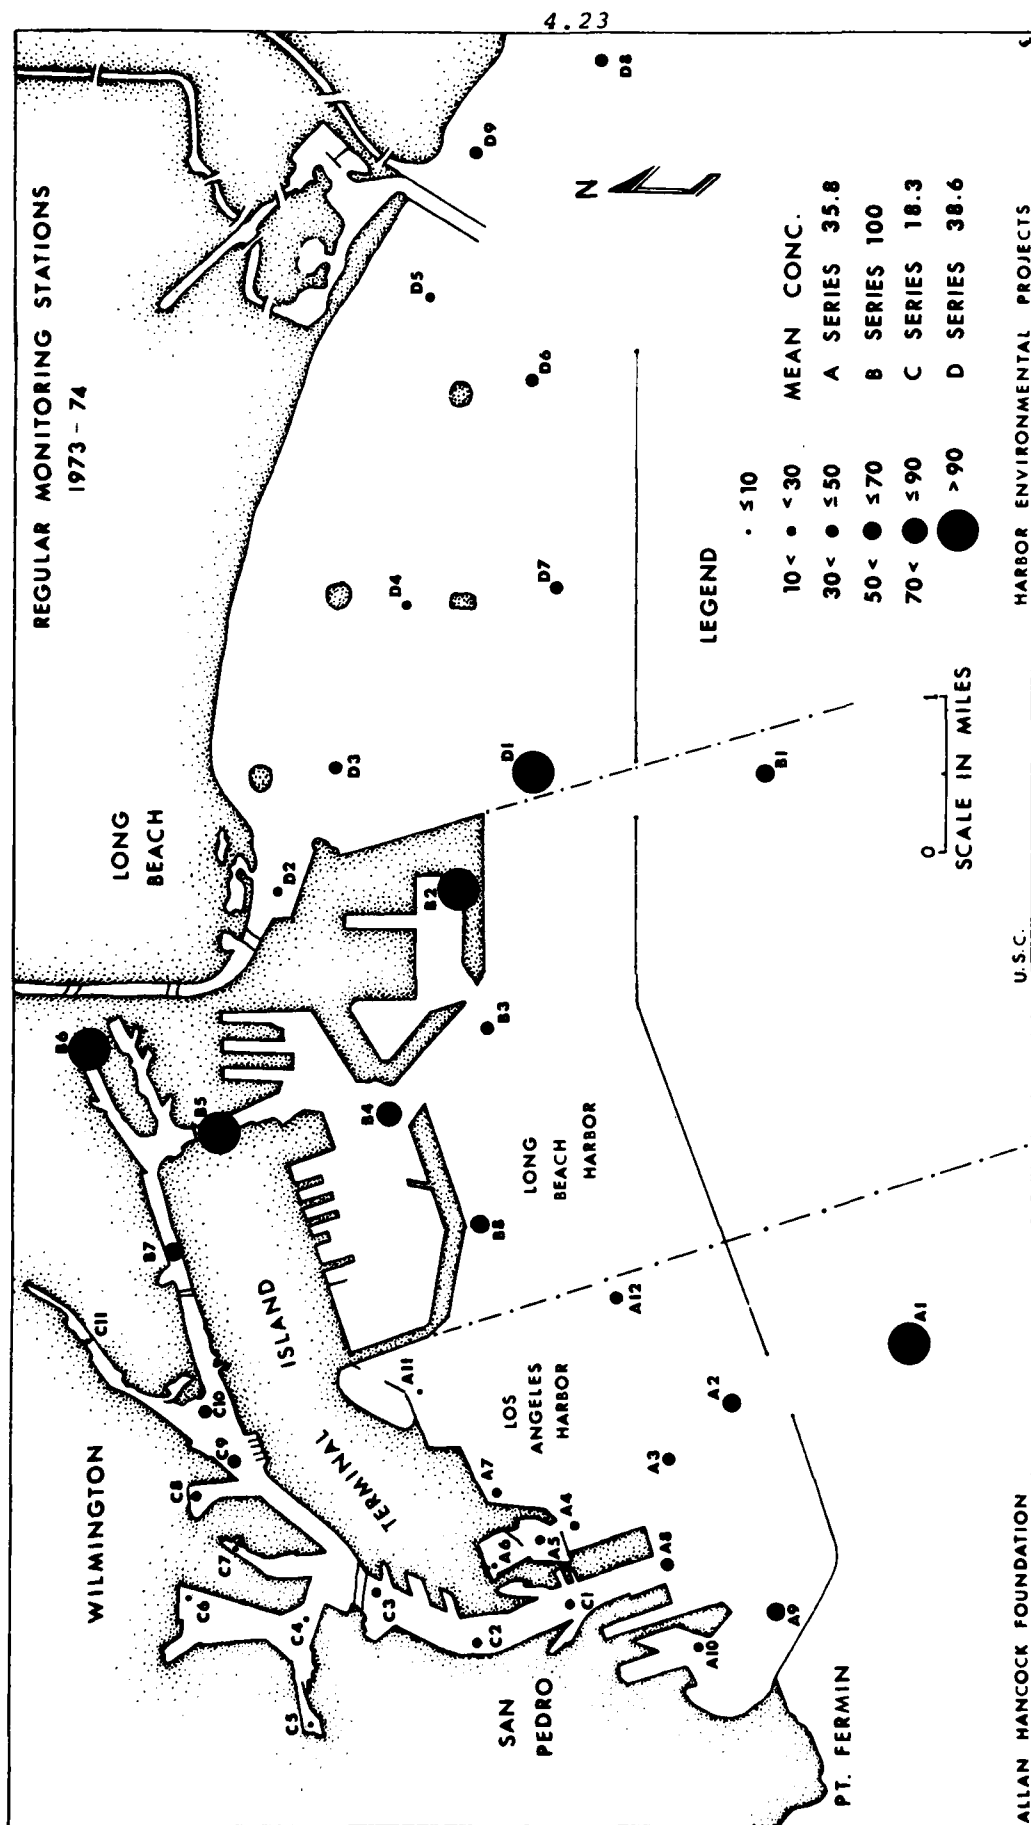 4.23
REGULAR MONITORING STATIONS
1973-74
LONG
BEACH
WILMINGTON
TERMINAL
ISLAND
SAN
PEDRO
PT. FERMIN
LOS
ANGELES
HARBOR
LONG
BEACH
HARBOR
A1
A2
A3
A4
A5
A6
A7
A8
A9
A10
A11
A12
B1
B2
B3
B4
B5
B6
B7
B8
C1
C2
C3
C4
C5
C6
C7
C8
C9
C10
C11
D1
D2
D3
D4
D5
D6
D7
D8
D9
N
LEGEND
≤10
10< <30
30< ≤50
50< ≤70
70< ≤90
>90
MEAN CONC.
A SERIES 35.8
B SERIES 100
C SERIES 18.3
D SERIES 38.6
0 1
SCALE IN MILES
ALLAN HANCOCK FOUNDATION U.S.C. HARBOR ENVIRONMENTAL PROJECTS